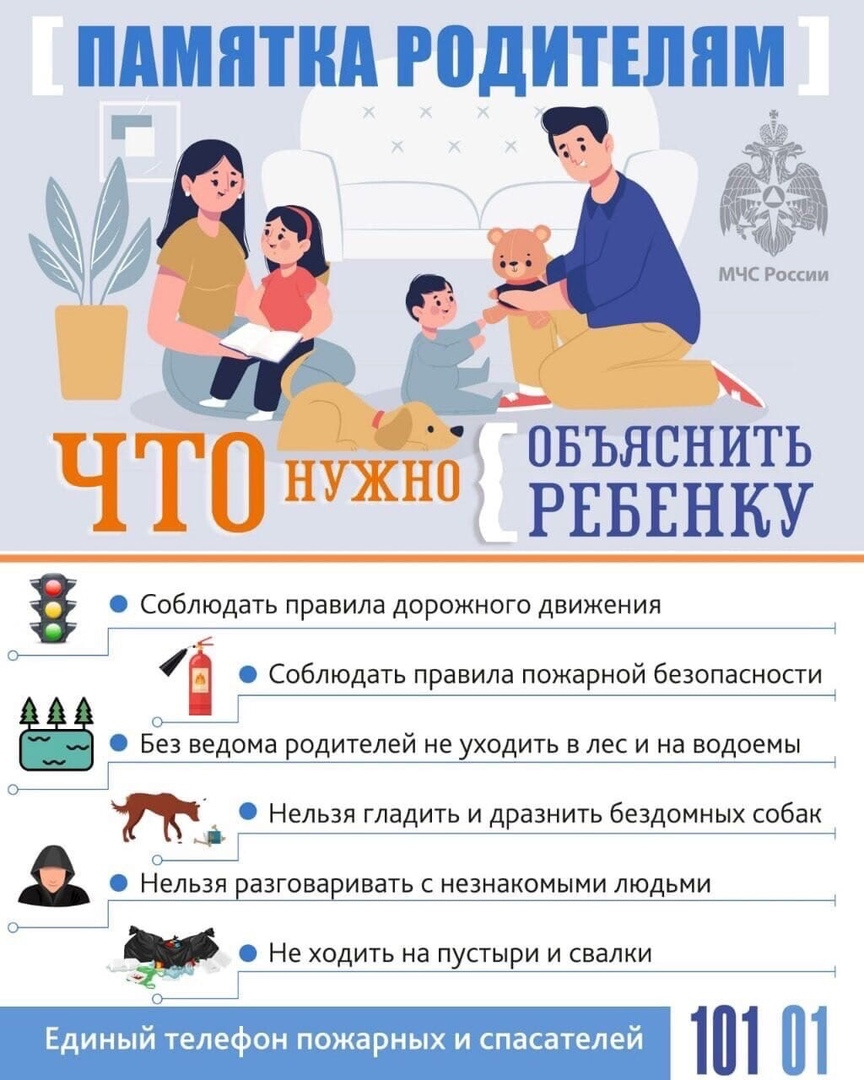 [ ПАМЯТКА РОДИТЕЛЯМ ]
МЧС России
ЧТО НУЖНО { ОБЪЯСНИТЬ
РЕБЕНКУ
Соблюдать правила дорожного движения
Соблюдать правила пожарной безопасности
Без ведома родителей не уходить в лес и на водоемы
Нельзя гладить и дразнить бездомных собак
Нельзя разговаривать с незнакомыми людьми
Не ходить на пустыри и свалки
Единый телефон пожарных и спасателей 101 01